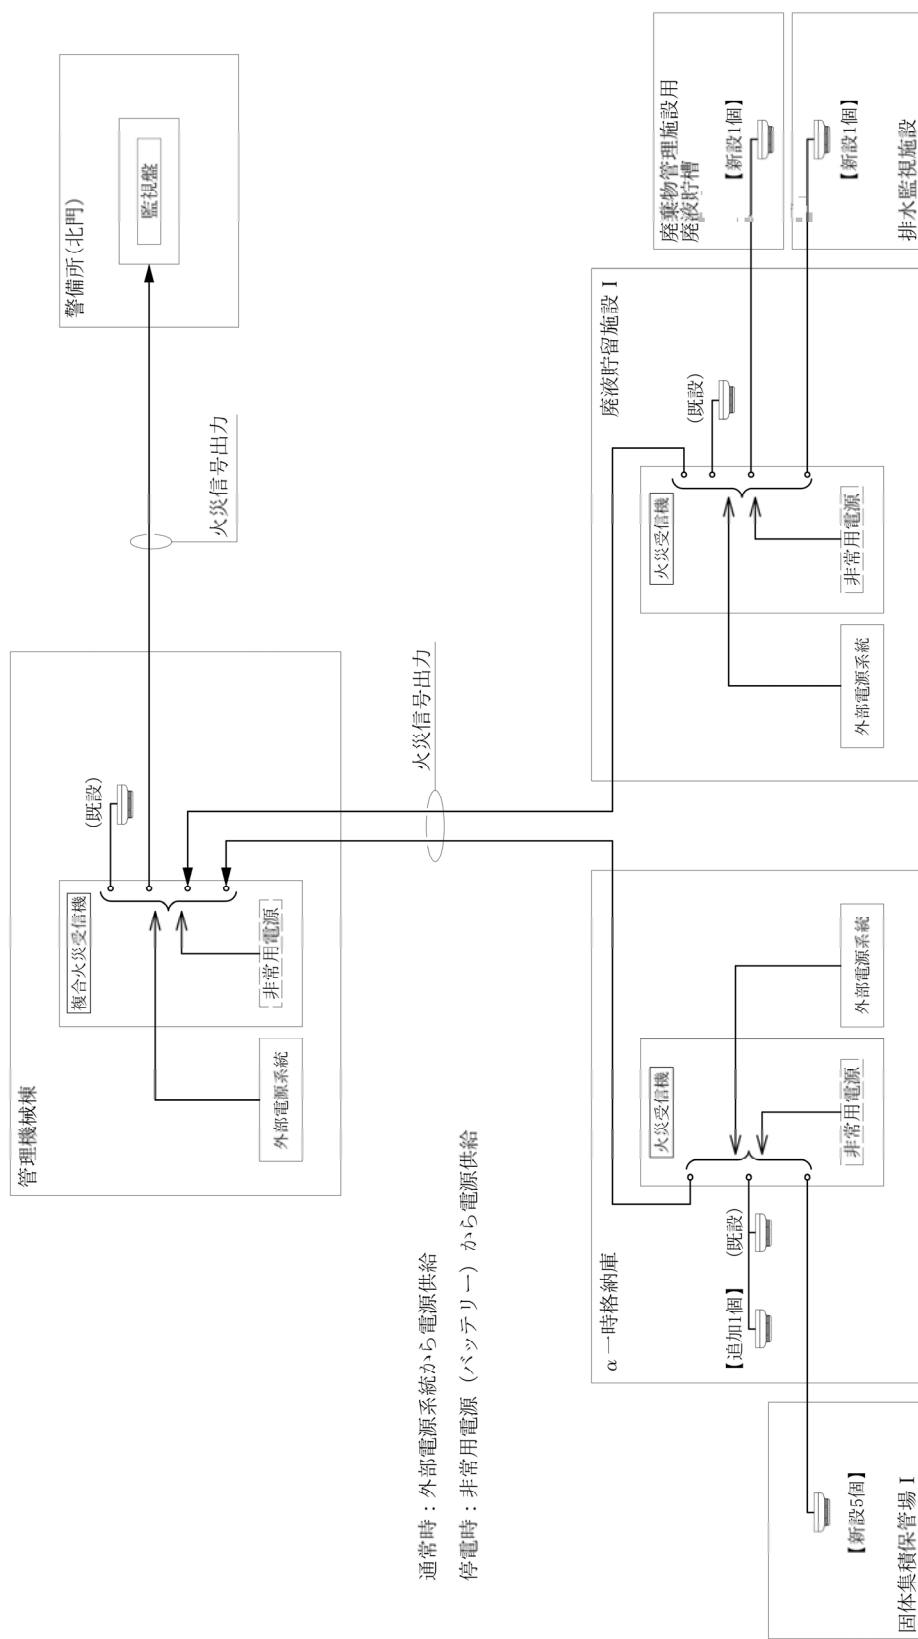 警備所(北門)
監視盤
火災信号出力
管理機械棟
(既設)
複合火災受信機
非常用電源
外部電源系統
火災信号出力
通常時：外部電源系統から電源供給
停電時：非常用電源（バッテリー）から電源供給
廃棄物管理施設用
廃液貯槽
【新設1個】
【新設1個】
排水監視施設
廃液貯留施設Ⅰ
(既設)
火災受信機
非常用電源
外部電源系統
α一時格納庫
外部電源系統
火災受信機
非常用電源
(既設)
【追加1個】
【新設5個】
固体集積保管場Ⅰ